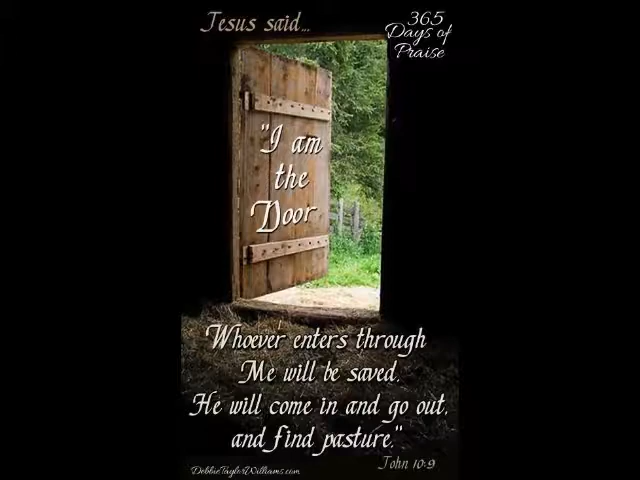 Jesus said...
365
Days of
Praise
"I am
the
Door
Whoever enters through
Me will be saved.
He will come in and go out,
and find pasture."
John 10:9
DebbieTaylorWilliams.com